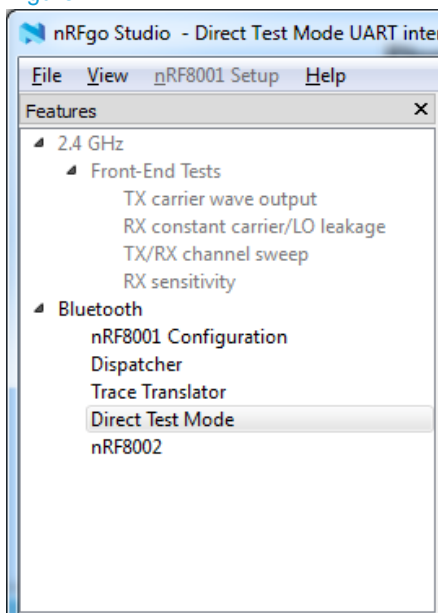 nRFgo Studio - Direct Test Mode UART inte
File View nRF8001 Setup Help
Features
2.4 GHz
Front-End Tests
TX carrier wave output
RX constant carrier/LO leakage
TX/RX channel sweep
RX sensitivity
Bluetooth
nRF8001 Configuration
Dispatcher
Trace Translator
Direct Test Mode
nRF8002